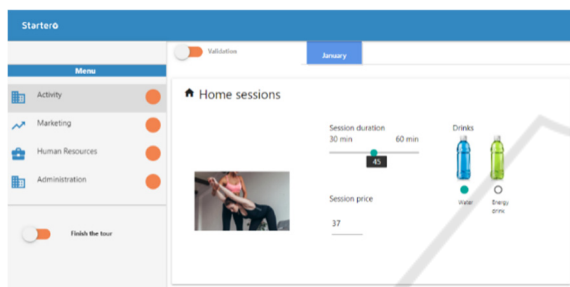 Startero
Validation
January
Menu
Activity
Marketing
Human Resources
Administration
Finish the tour
Home sessions
Session duration
30 min 60 min
45
Session price
37
Drinks
Water Energy
drink